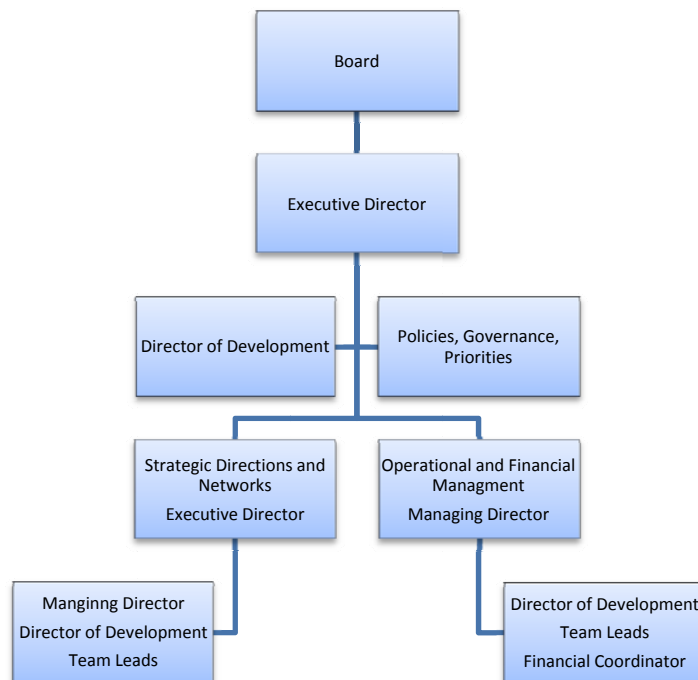 Board
Executive Director
Director of Development
Policies, Governance,
Priorities
Strategic Directions and
Networks
Executive Director
Operational and Financial
Managment
Managing Director
Manginng Director
Director of Development
Team Leads
Director of Development
Team Leads
Financial Coordinator